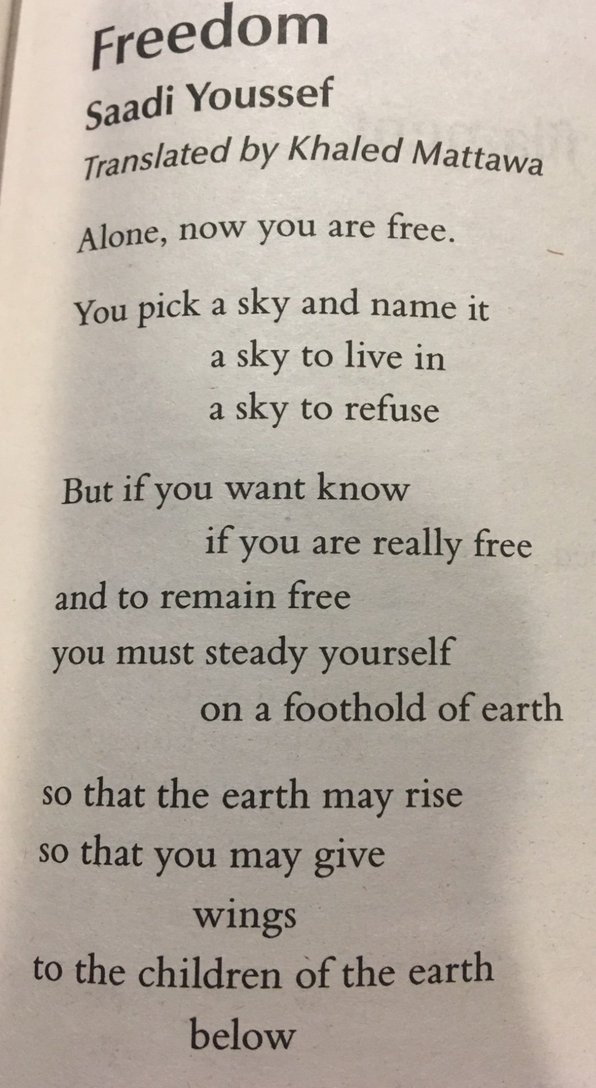 Freedom
Saadi Youssef
Translated by Khaled Mattawa
Alone, now you are free.
You pick a sky and name it
a sky to live in
a sky to refuse
But if you want know
if you are really free
and to remain free
you must steady yourself
on a foothold of earth
so that the earth may rise
so that you may give
wings
to the children of the earth
below